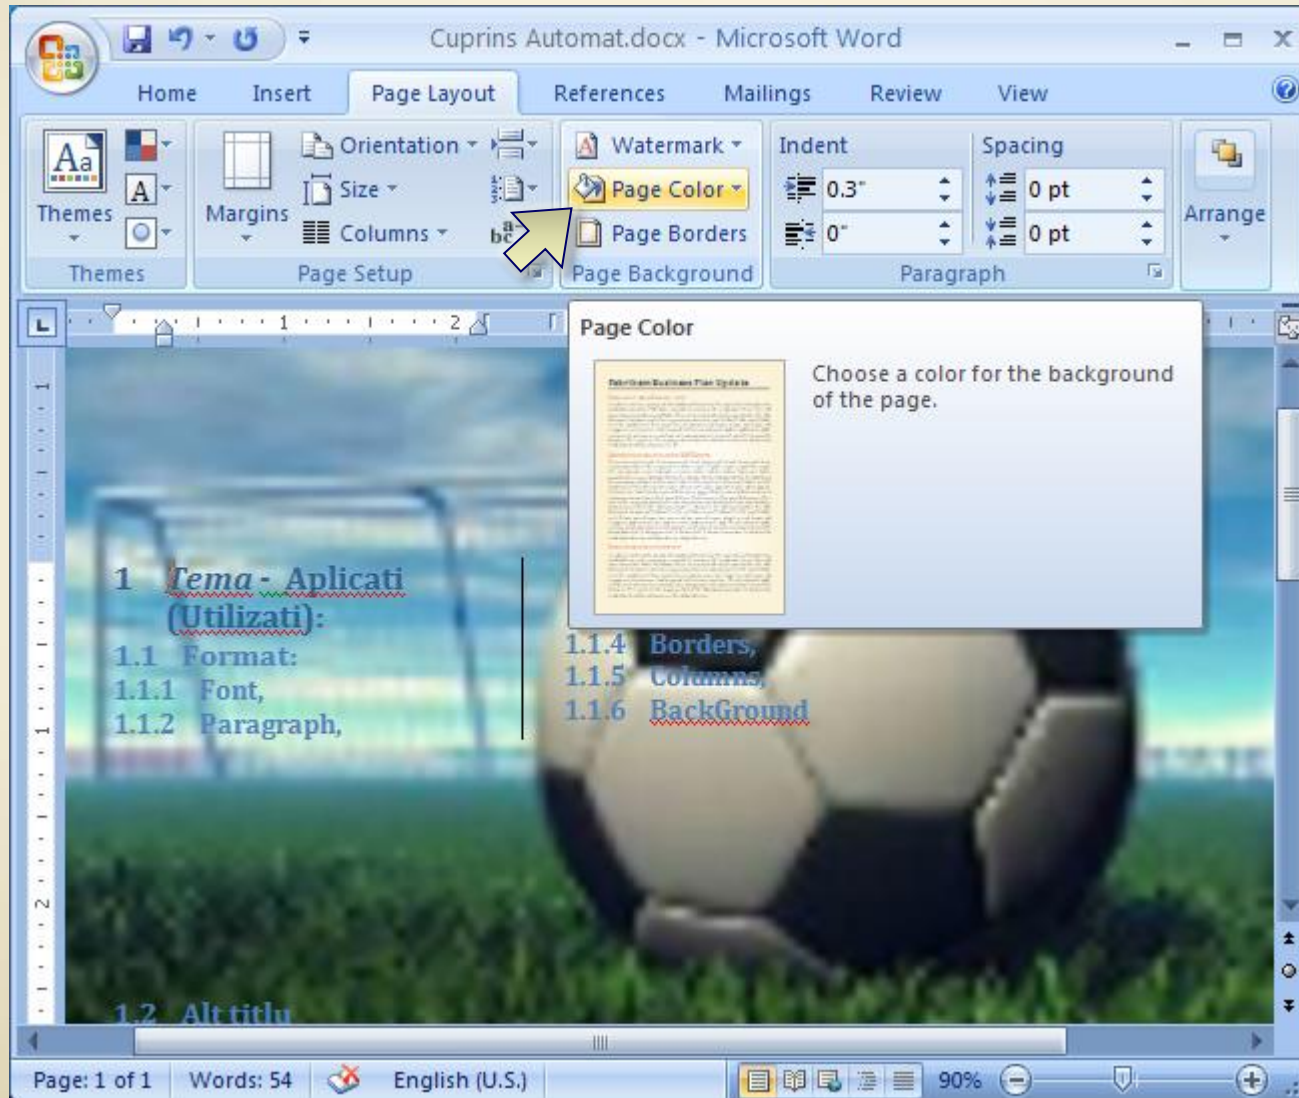 Cuprins Automat.docx - Microsoft Word
Home Insert Page Layout References Mailings Review View
Aa
Themes
A
Themes
Margins
Orientation
Size
Columns
Page Setup
Watermark
Page Color
Page Borders
Page Background
Indent Spacing
0.3" 0 pt
0" 0 pt
Paragraph
Arrange
1 2
Page Color
Choose a color for the background
of the page.
1 Tema - Aplicati
(Utilizati):
1.1 Format:
1.1.1 Font,
1.1.2 Paragraph,
1.1.4 Borders,
1.1.5 Columns,
1.1.6 BackGround
1.2 Alt titlu
Page: 1 of 1 Words: 54 English (U.S.) 90%